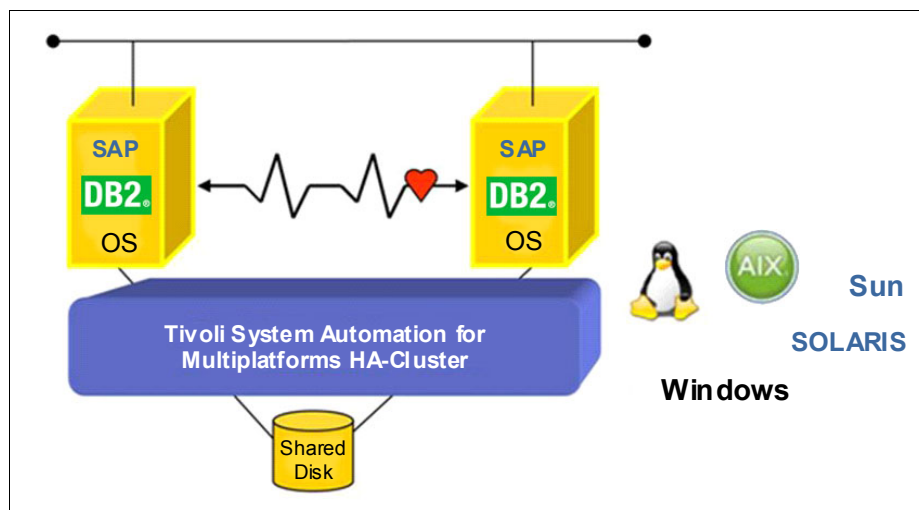 SAP
DB2®
OS
SAP
DB2®
OS
AIX
Sun
SOLARIS
Windows
Tivoli System Automation for
Multiplatforms HA-Cluster
Shared
Disk